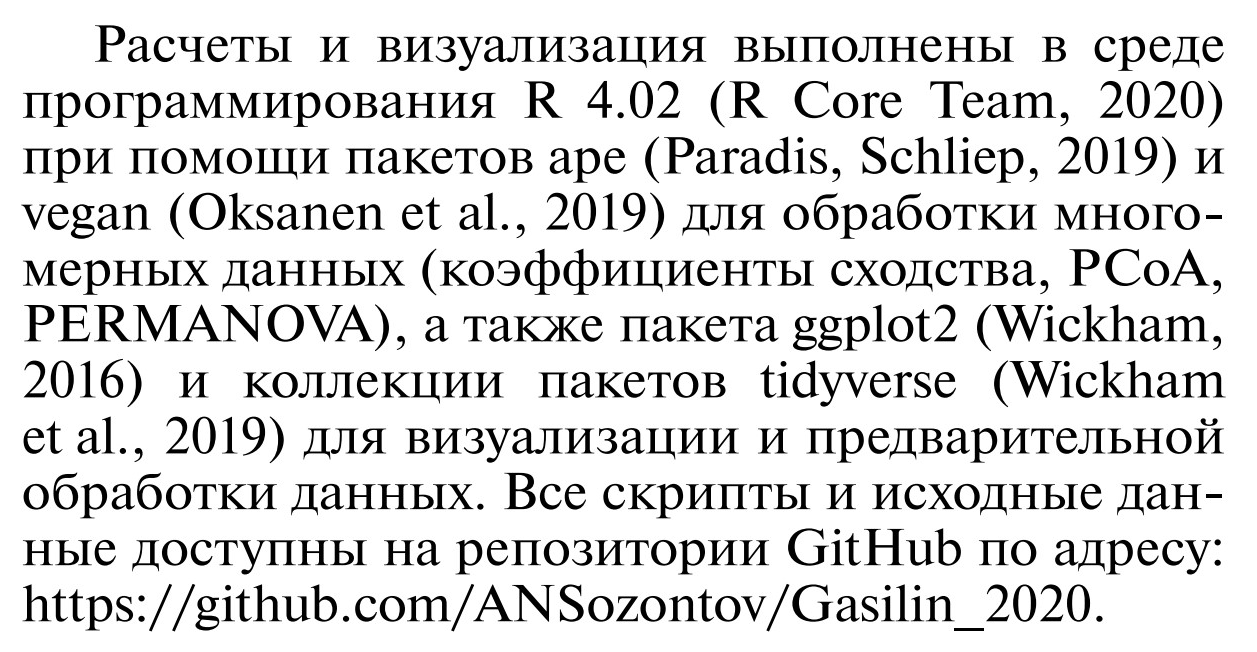 Расчеты и визуализация выполнены в среде
программирования R 4.02 (R Core Team, 2020)
при помощи пакетов ape (Paradis, Schliep, 2019) и
vegan (Oksanen et al., 2019) для обработки много-
мерных данных (коэффициенты сходства, PCoA,
PERMANOVA), а также пакета ggplot2 (Wickham,
2016) и коллекции пакетов tidyverse (Wickham
et al., 2019) для визуализации и предварительной
обработки данных. Все скрипты и исходные дан-
ные доступны на репозитории GitHub по адресу:
https://github.com/ANSozontov/Gasilin_2020.